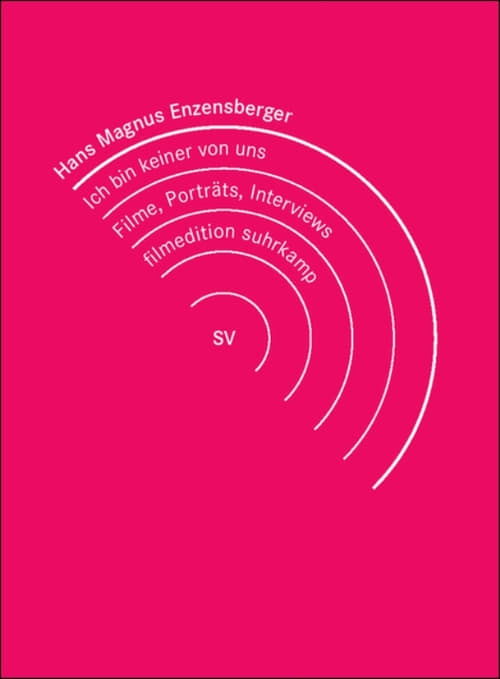 Hans Magnus Enzensberger
Ich bin keiner von uns
Filme, Porträts, Interviews
filmedition suhrkamp
SV